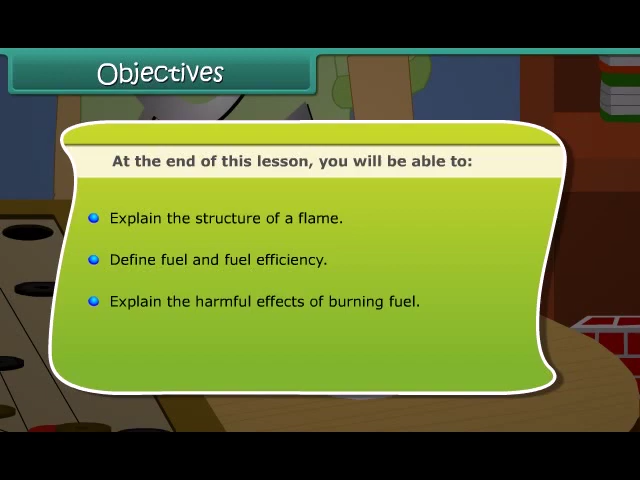 Objectives
At the end of this lesson, you will be able to:
Explain the structure of a flame.
Define fuel and fuel efficiency.
Explain the harmful effects of burning fuel.